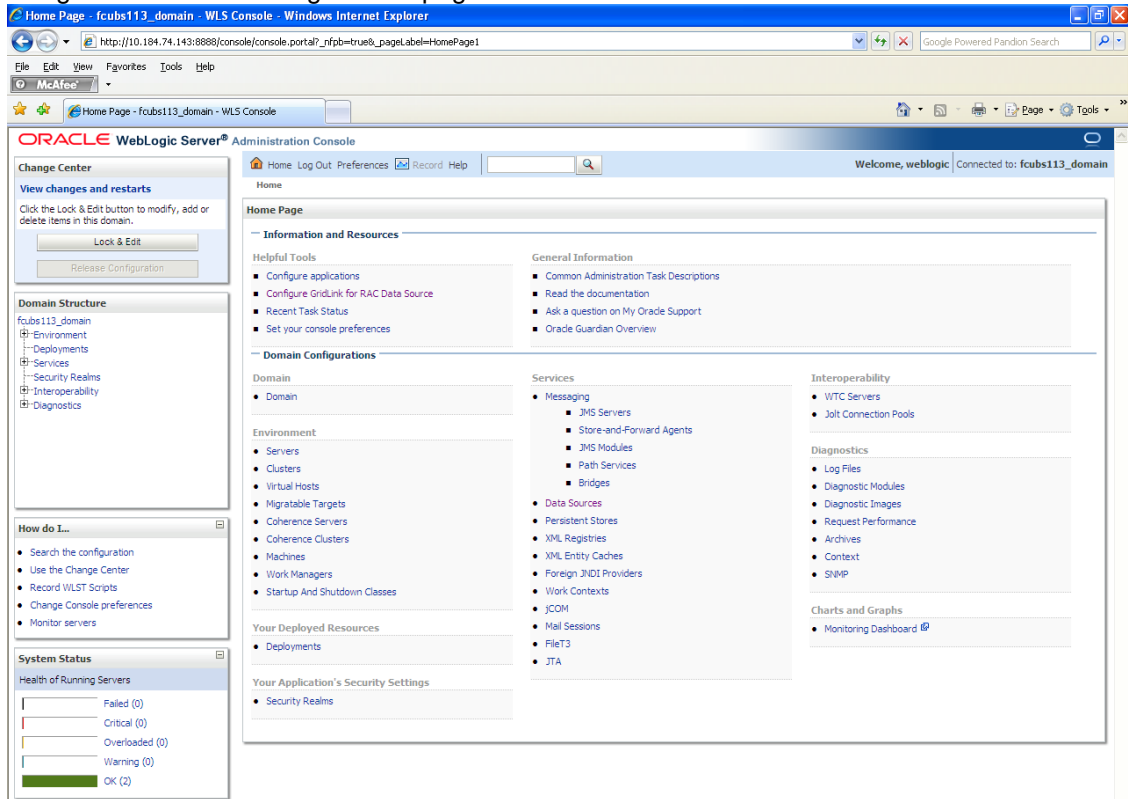 Home Page - fcubs113_domain - WLS Console - Windows Internet Explorer
http://10.184.74.143:8888/console/console.portal?_nfpb=true&_pageLabel=HomePage1
Google Powered Pandion Search
File Edit View Favorites Tools Help
McAfee
Home Page - fcubs113_domain - WLS Console
Page Tools
ORACLE WebLogic Server® Administration Console
Change Center
View changes and restarts
Click the Lock & Edit button to modify, add or
delete items in this domain.
Lock & Edit
Release Configuration
Domain Structure
fcubs113_domain
Environment
Deployments
Services
Security Realms
Interoperability
Diagnostics
How do I...
Search the configuration
Use the Change Center
Record WLST Scripts
Change Console preferences
Monitor servers
System Status
Health of Running Servers
Failed (0)
Critical (0)
Overloaded (0)
Warning (0)
OK (2)
Home Log Out Preferences Record Help
Welcome, weblogic Connected to: fcubs113_domain
Home
Home Page
Information and Resources
Helpful Tools
Configure applications
Configure GridLink for RAC Data Source
Recent Task Status
Set your console preferences
General Information
Common Administration Task Descriptions
Read the documentation
Ask a question on My Oracle Support
Oracle Guardian Overview
Domain Configurations
Domain
Domain
Environment
Servers
Clusters
Virtual Hosts
Migratable Targets
Coherence Servers
Coherence Clusters
Machines
Work Managers
Startup And Shutdown Classes
Your Deployed Resources
Deployments
Your Application's Security Settings
Security Realms
Services
Messaging
JMS Servers
Store-and-Forward Agents
JMS Modules
Path Services
Bridges
Data Sources
Persistent Stores
XML Registries
XML Entity Caches
Foreign JNDI Providers
Work Contexts
jCOM
Mail Sessions
FileT3
JTA
Interoperability
WTC Servers
Jolt Connection Pools
Diagnostics
Log Files
Diagnostic Modules
Diagnostic Images
Request Performance
Archives
Context
SNMP
Charts and Graphs
Monitoring Dashboard